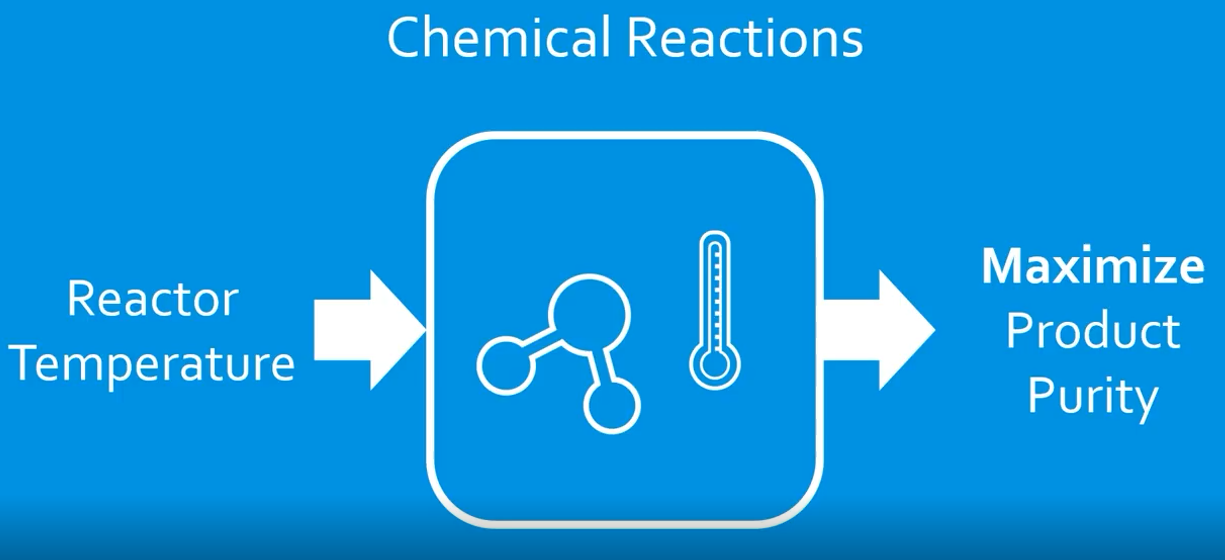 Chemical Reactions
Reactor
Temperature
Maximize
Product
Purity